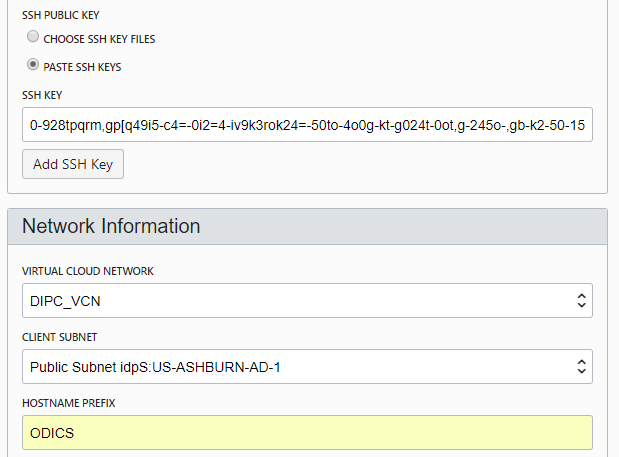 SSH PUBLIC KEY
CHOOSE SSH KEY FILES
PASTE SSH KEYS
SSH KEY
0-928tpqrm,gp[q49i5-c4=-0i2=4-iv9k3rok24=-50to-4o0g-kt-g024t-0ot,g-245o-,gb-k2-50-15
Add SSH Key
Network Information
VIRTUAL CLOUD NETWORK
DIPC_VCN
CLIENT SUBNET
Public Subnet idpS:US-ASHBURN-AD-1
HOSTNAME PREFIX
ODICS